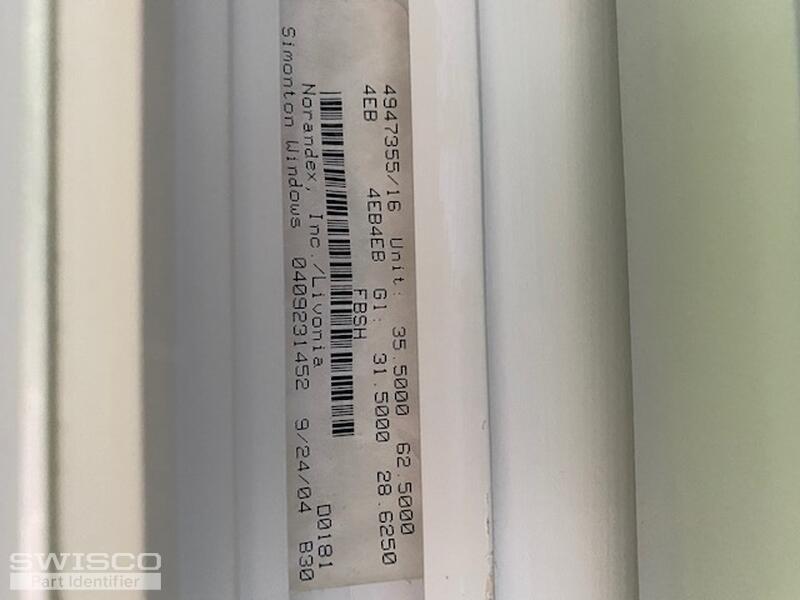 4947355/16 Unit: 35.5000 62.5000
4EB 4EB4EB Gl: 31.5000 28.6250
FBSH
Norandex, Inc./Livonia D0181
Simonton Windows 0409231452 9/24/04 B30
SWISCO
Part Identifier